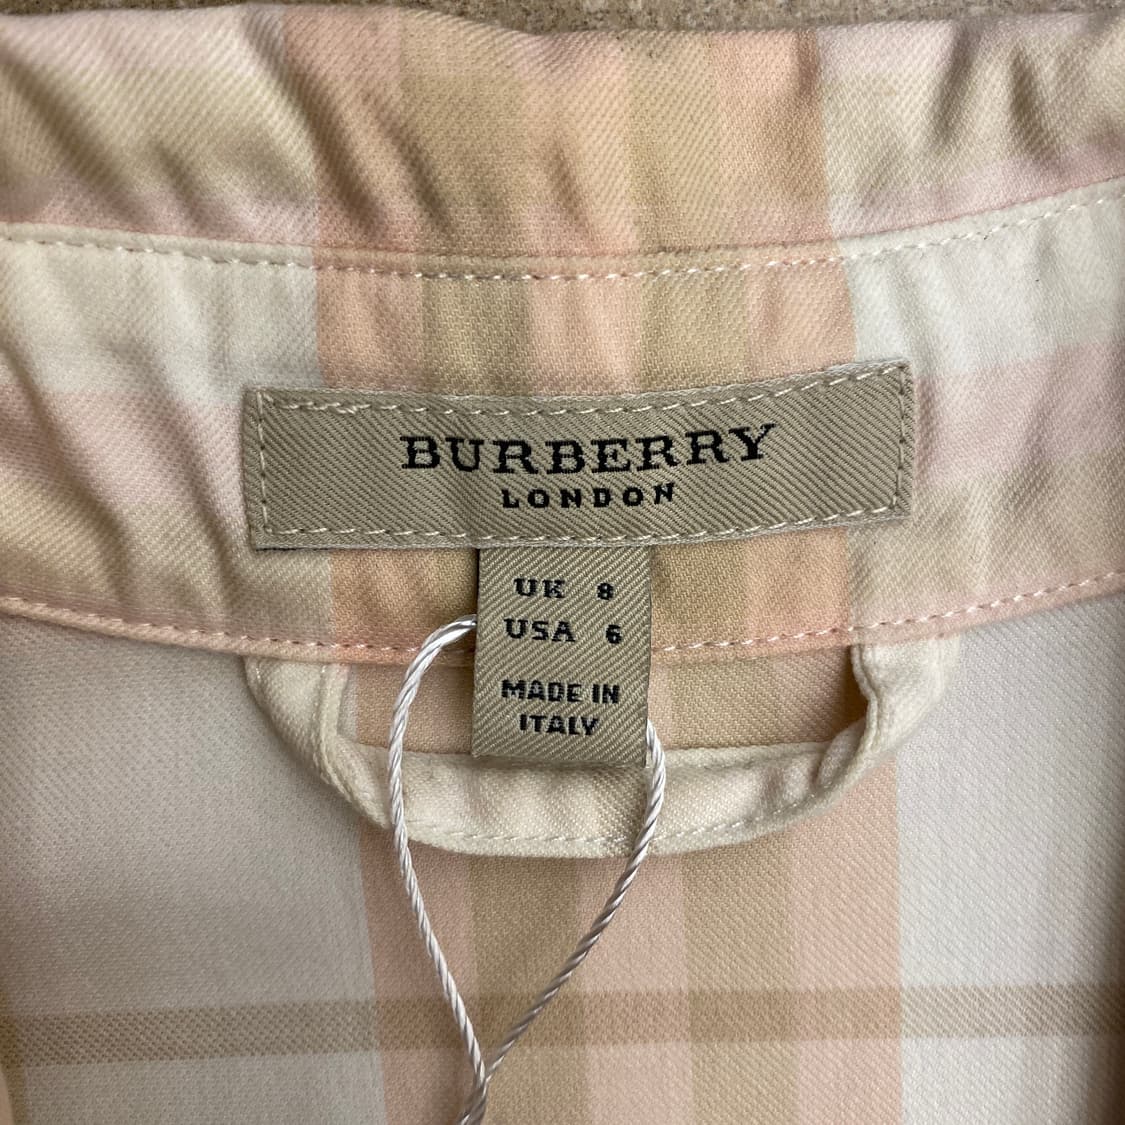 BURBERRY
LONDON
UK 8
USA 6
MADE IN
ITALY